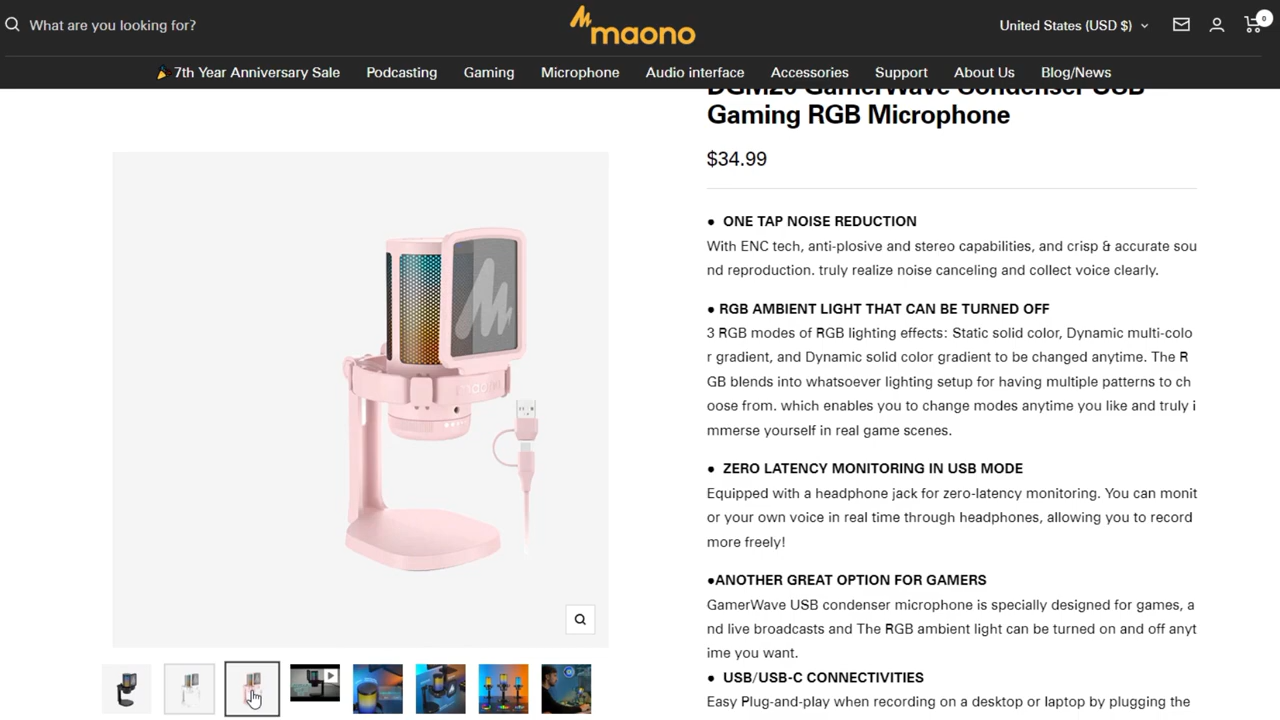 What are you looking for?
maono
United States (USD $)
0
7th Year Anniversary Sale
Podcasting
Gaming
Microphone
Audio interface
Accessories
Support
About Us
Blog/News
DGM20 GamerWave Condenser USB
Gaming RGB Microphone
$34.99
● ONE TAP NOISE REDUCTION
With ENC tech, anti-plosive and stereo capabilities, and crisp & accurate sou
nd reproduction. truly realize noise canceling and collect voice clearly.
● RGB AMBIENT LIGHT THAT CAN BE TURNED OFF
3 RGB modes of RGB lighting effects: Static solid color, Dynamic multi-colo
r gradient, and Dynamic solid color gradient to be changed anytime. The R
GB blends into whatsoever lighting setup for having multiple patterns to ch
oose from. which enables you to change modes anytime you like and truly i
mmerse yourself in real game scenes.
● ZERO LATENCY MONITORING IN USB MODE
Equipped with a headphone jack for zero-latency monitoring. You can monit
or your own voice in real time through headphones, allowing you to record
more freely!
●ANOTHER GREAT OPTION FOR GAMERS
GamerWave USB condenser microphone is specially designed for games, a
nd live broadcasts and The RGB ambient light can be turned on and off anyt
ime you want.
● USB/USB-C CONNECTIVITIES
Easy Plug-and-play when recording on a desktop or laptop by plugging the